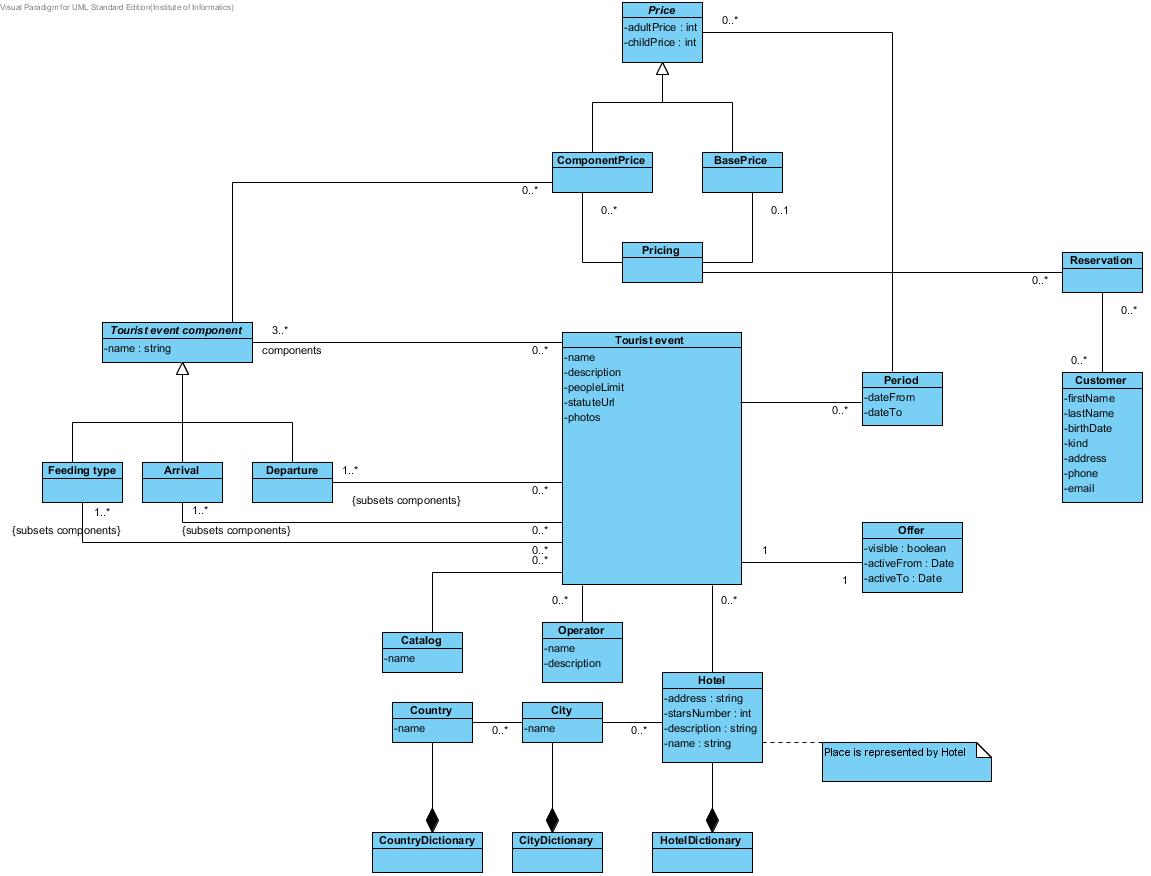 Visual Paradigm for UML Standard Edition(Institute of Informatics)
Price
-adultPrice : int
-childPrice : int
0..*
ComponentPrice
BasePrice
0..*
0..*
0..1
Pricing
Reservation
0..*
0..*
Tourist event component
-name : string
3..*
components
0..*
Tourist event
-name
-description
-peopleLimit
-statuteUrl
-photos
Period
-dateFrom
-dateTo
0..*
0..*
Customer
-firstName
-lastName
-birthDate
-kind
-address
-phone
-email
Feeding type
Arrival
Departure
1..*
0..*
{subsets components}
1..*
1..*
{subsets components}
{subsets components}
0..*
0..*
0..*
Offer
-visible : boolean
-activeFrom : Date
-activeTo : Date
1
1
0..*
0..*
Catalog
-name
Operator
-name
-description
Hotel
-address : string
-starsNumber : int
-description : string
-name : string
Country
-name
0..*
City
-name
0..*
Place is represented by Hotel
CountryDictionary
CityDictionary
HotelDictionary